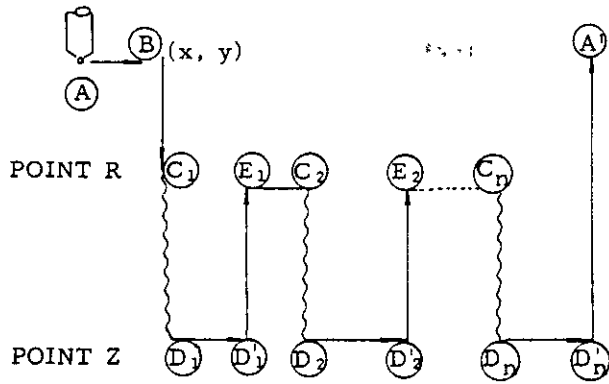 B (x, y) A'
A
POINT R C₁ E₁ C₂ E₂ Cₙ
POINT Z D₁ D'₁ D₂ D'₂ Dₙ D'ₙ